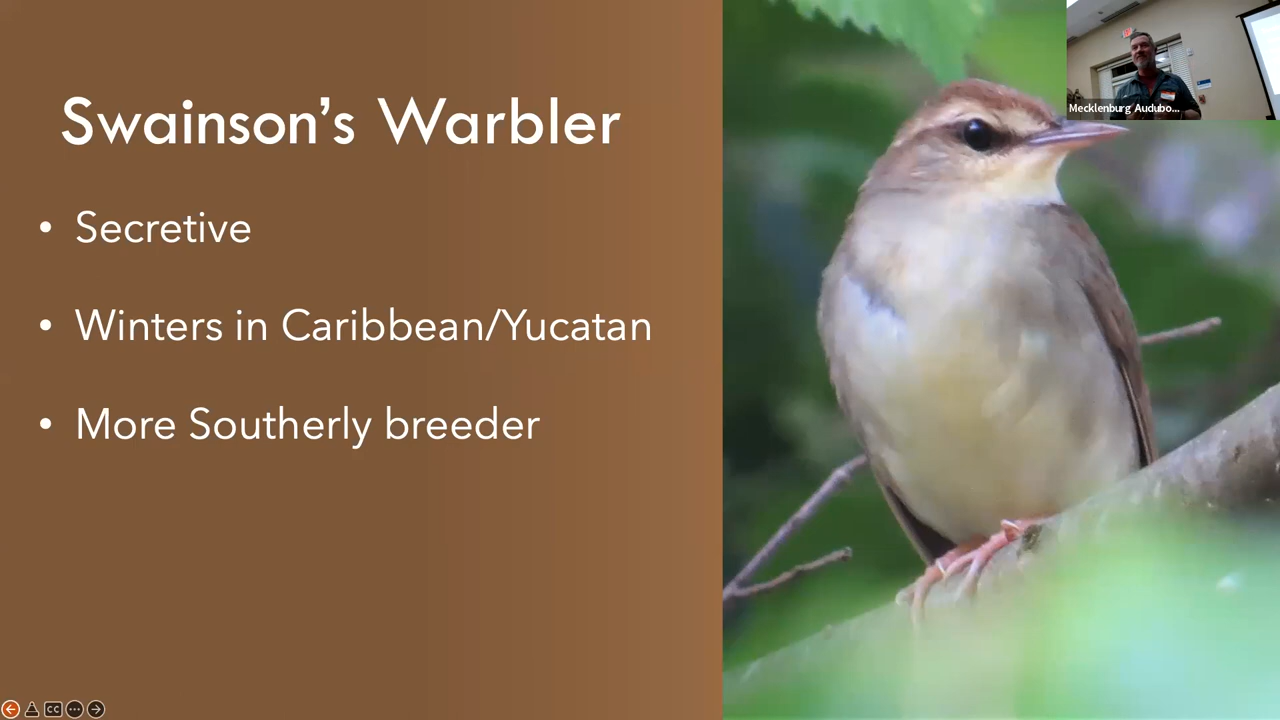 Swainson's Warbler
• Secretive
• Winters in Caribbean/Yucatan
• More Southerly breeder
Mecklenburg Audubo...
CC